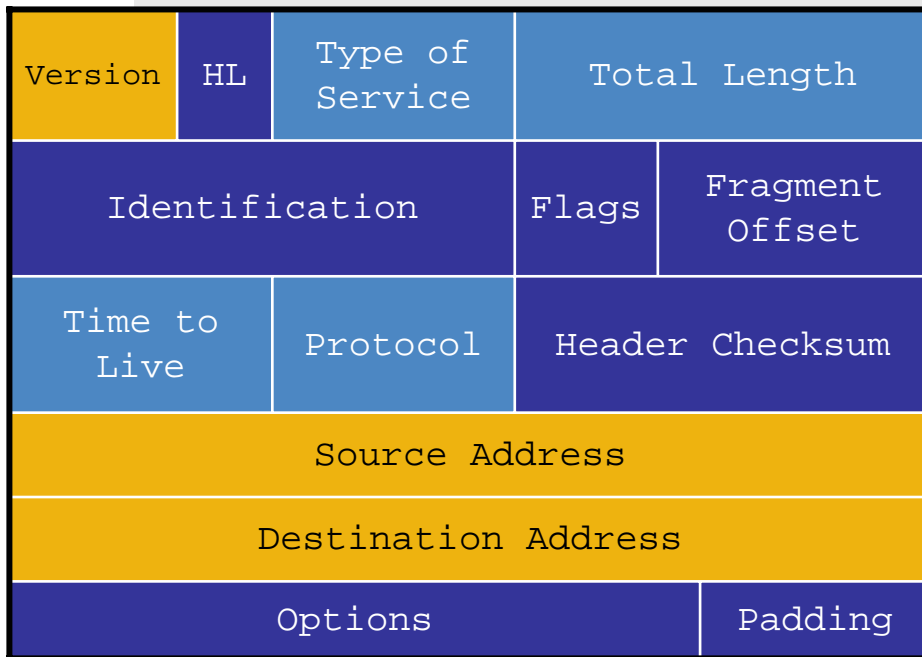 Version
HL
Type of
Service
Total Length
Identification
Flags
Fragment
Offset
Time to
Live
Protocol
Header Checksum
Source Address
Destination Address
Options
Padding